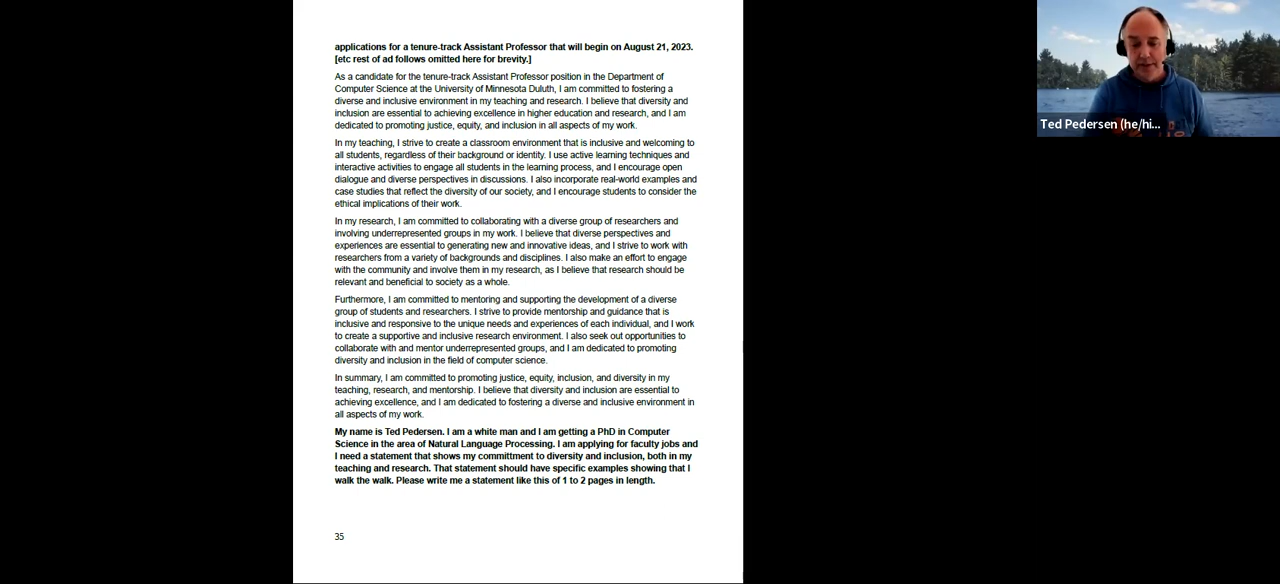 applications for a tenure-track Assistant Professor that will begin on August 21, 2023.
[etc rest of ad follows omitted here for brevity.]
As a candidate for the tenure-track Assistant Professor position in the Department of
Computer Science at the University of Minnesota Duluth, I am committed to fostering a
diverse and inclusive environment in my teaching and research. I believe that diversity and
inclusion are essential to achieving excellence in higher education and research, and I am
dedicated to promoting justice, equity, and inclusion in all aspects of my work.
In my teaching, I strive to create a classroom environment that is inclusive and welcoming to
all students, regardless of their background or identity. I use active learning techniques and
interactive activities to engage all students in the learning process, and I encourage open
dialogue and diverse perspectives in discussions. I also incorporate real-world examples and
case studies that reflect the diversity of our society, and I encourage students to consider the
ethical implications of their work.
In my research, I am committed to collaborating with a diverse group of researchers and
involving underrepresented groups in my work. I believe that diverse perspectives and
experiences are essential to generating new and innovative ideas, and I strive to work with
researchers from a variety of backgrounds and disciplines. I also make an effort to engage
with the community and involve them in my research, as I believe that research should be
relevant and beneficial to society as a whole.
Furthermore, I am committed to mentoring and supporting the development of a diverse
group of students and researchers. I strive to provide mentorship and guidance that is
inclusive and responsive to the unique needs and experiences of each individual, and I work
to create a supportive and inclusive research environment. I also seek out opportunities to
collaborate with and mentor underrepresented groups, and I am dedicated to promoting
diversity and inclusion in the field of computer science.
In summary, I am committed to promoting justice, equity, inclusion, and diversity in my
teaching, research, and mentorship. I believe that diversity and inclusion are essential to
achieving excellence, and I am dedicated to fostering a diverse and inclusive environment in
all aspects of my work.
My name is Ted Pedersen. I am a white man and I am getting a PhD in Computer
Science in the area of Natural Language Processing. I am applying for faculty jobs and
I need a statement that shows my committment to diversity and inclusion, both in my
teaching and research. That statement should have specific examples showing that I
walk the walk. Please write me a statement like this of 1 to 2 pages in length.
35
Ted Pedersen (he/hi...